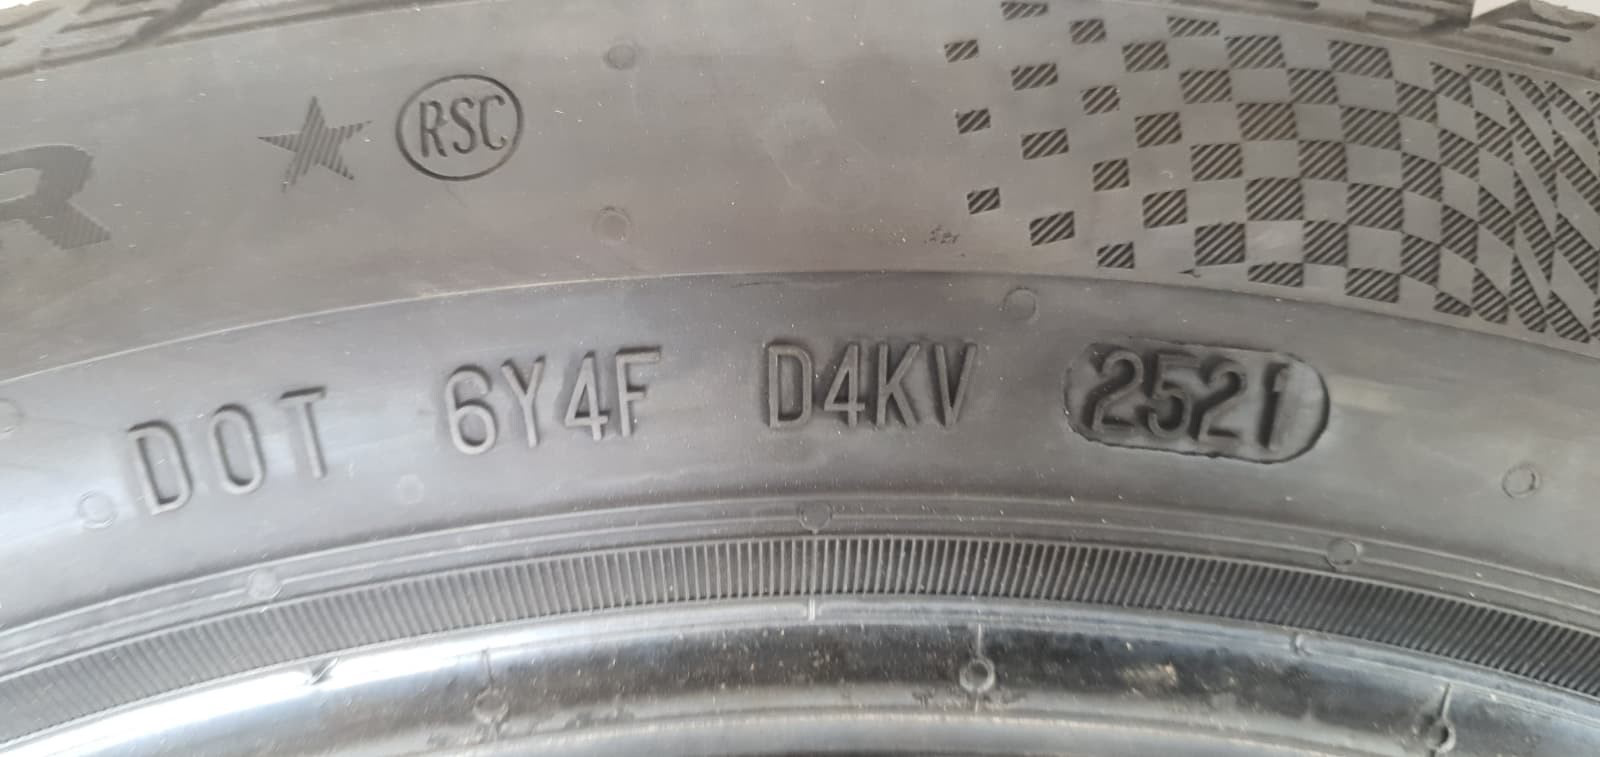 R ★ RSC
DOT 6Y4F D4KV 2521